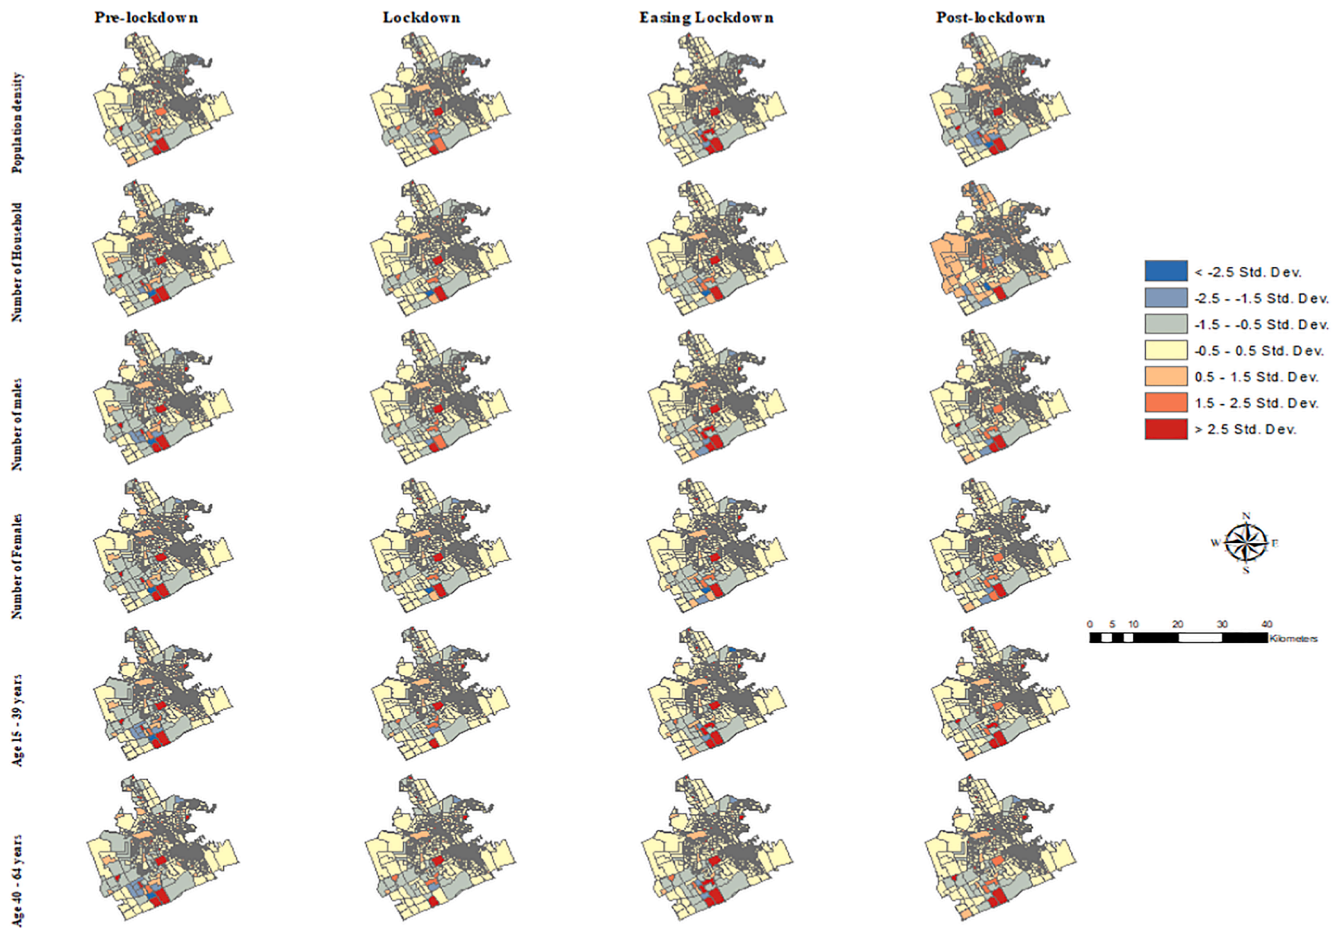 Pre-lockdown Lockdown Easing Lockdown Post-lockdown
Population density
Number of Household
Number of males
Number of Females
Age 15 - 39 years
Age 40 - 64 years
< -2.5 Std. Dev.
-2.5 - -1.5 Std. Dev.
-1.5 - -0.5 Std. Dev.
-0.5 - 0.5 Std. Dev.
0.5 - 1.5 Std. Dev.
1.5 - 2.5 Std. Dev.
> 2.5 Std. Dev.
N
W E
S
0 5 10 20 30 40
Kilometers